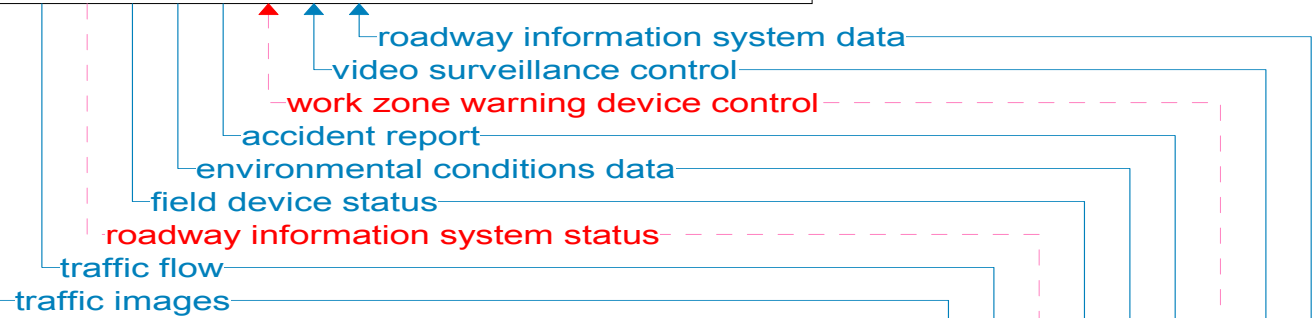 roadway information system data
video surveillance control
work zone warning device control
accident report
environmental conditions data
field device status
roadway information system status
traffic flow
traffic images